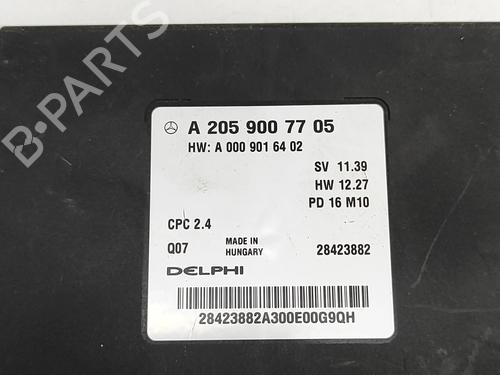 A 205 900 77 05
HW: A 000 901 64 02
SV 11.39
HW 12.27
PD 16 M10
CPC 2.4
Q07
MADE IN
HUNGARY
28423882
DELPHI
28423882A300E00G9QH